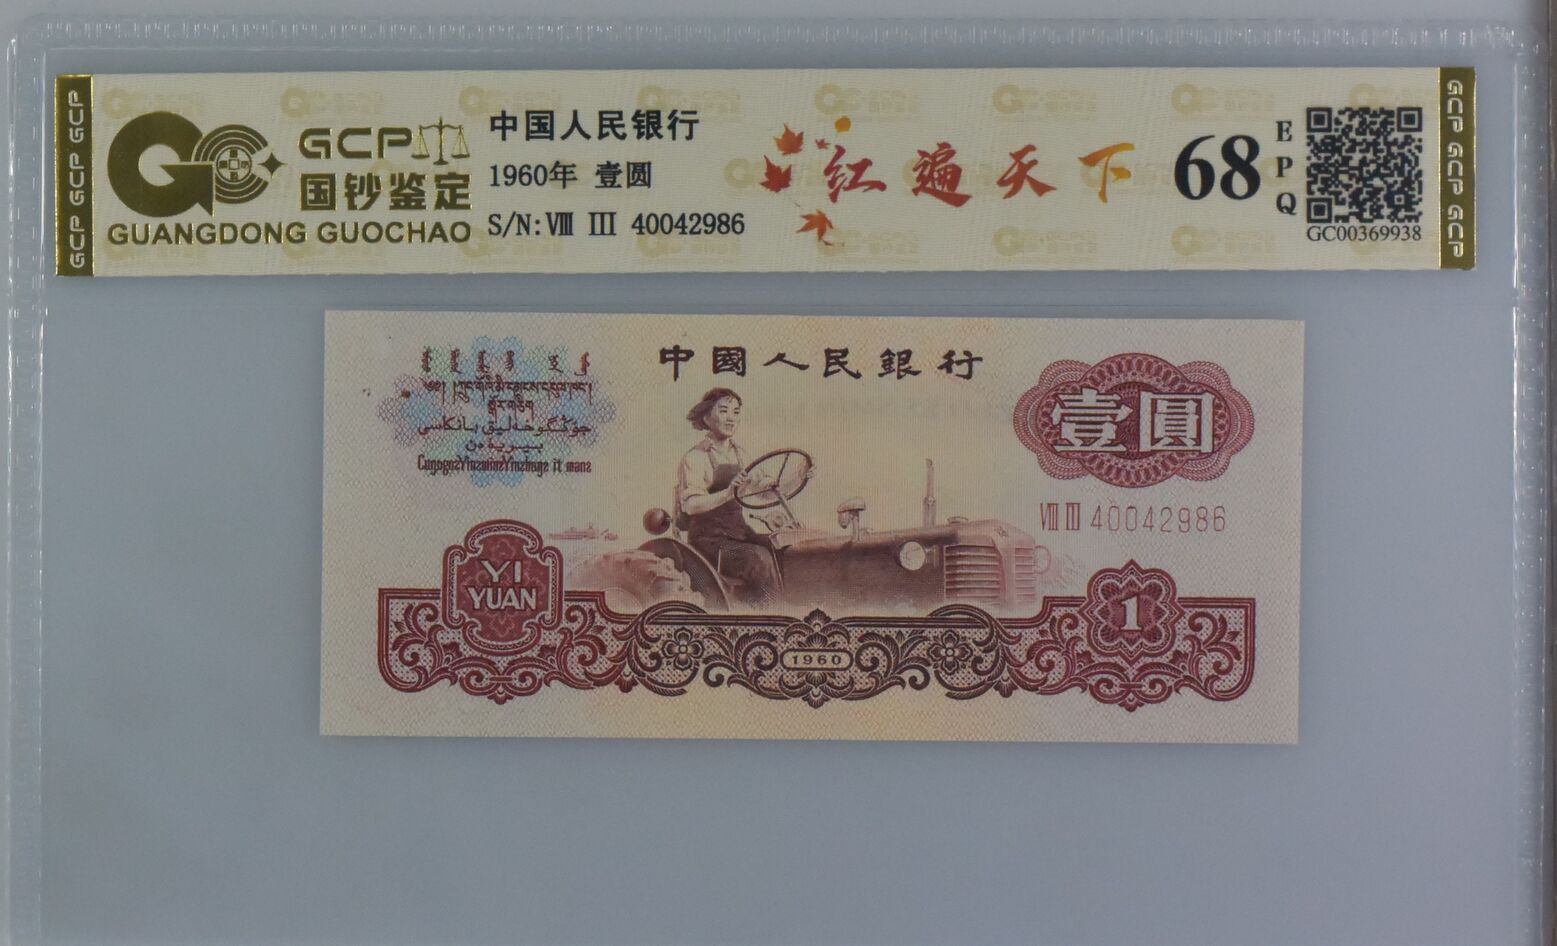 GCP GCP GCP
GCP
国钞鉴定
GUANGDONG GUOCHAO
中国人民银行
1960年 壹圆
S/N: Ⅷ Ⅲ 40042986
红遍天下
68
EPQ
GC00369938
GCP GCP GCP
中國人民銀行
壹圓
Ⅷ Ⅲ 40042986
YI
YUAN
1960
1